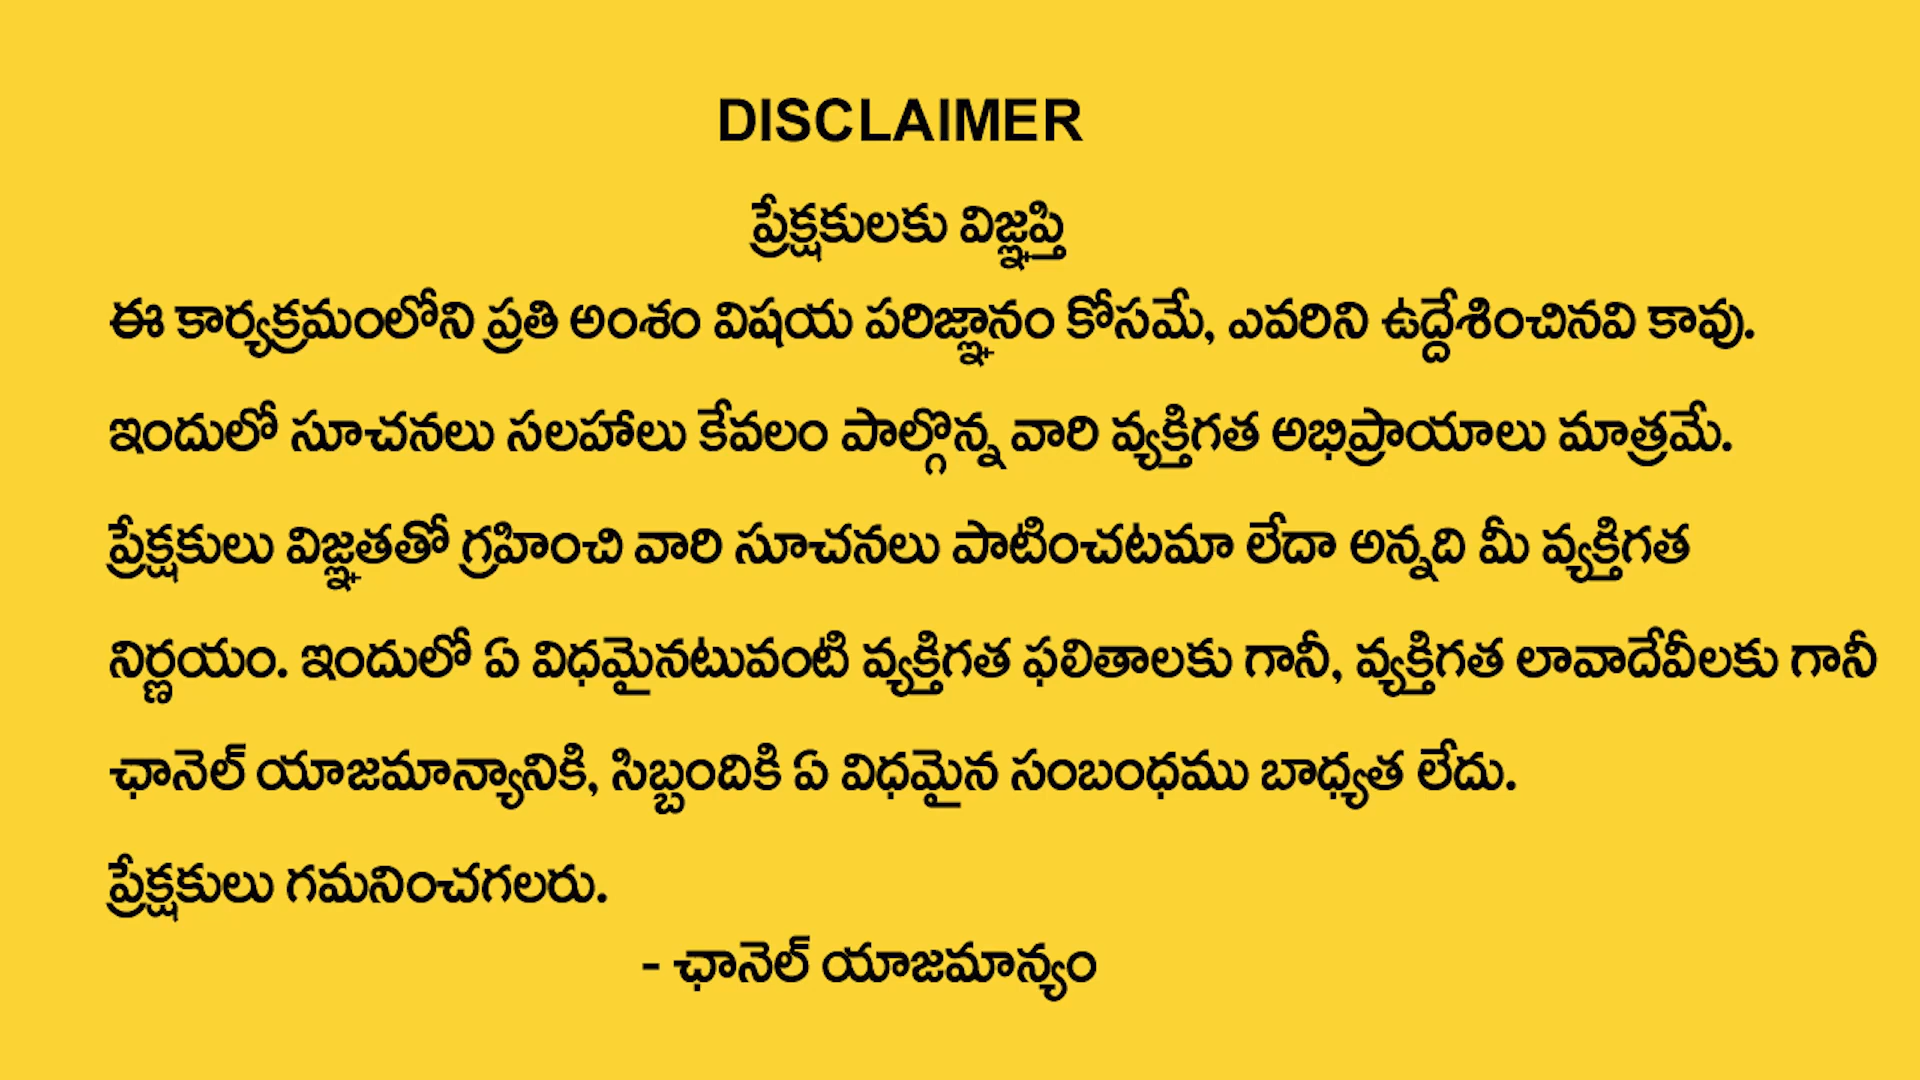 DISCLAIMER
ప్రేక్షకులకు విజ్ఞప్తి
ఈ కార్యక్రమంలోని ప్రతి అంశం విషయ పరిజ్ఞానం కోసమే, ఎవరిని ఉద్దేశించినవి కావు.
ఇందులో సూచనలు సలహాలు కేవలం పాల్గొన్న వారి వ్యక్తిగత అభిప్రాయాలు మాత్రమే.
ప్రేక్షకులు విజ్ఞతతో గ్రహించి వారి సూచనలు పాటించటమా లేదా అన్నది మీ వ్యక్తిగత
నిర్ణయం. ఇందులో ఏ విధమైనటువంటి వ్యక్తిగత ఫలితాలకు గానీ, వ్యక్తిగత లావాదేవీలకు గానీ
ఛానెల్ యాజమాన్యానికి, సిబ్బందికి ఏ విధమైన సంబంధము బాధ్యత లేదు.
ప్రేక్షకులు గమనించగలరు.
- ఛానెల్ యాజమాన్యం